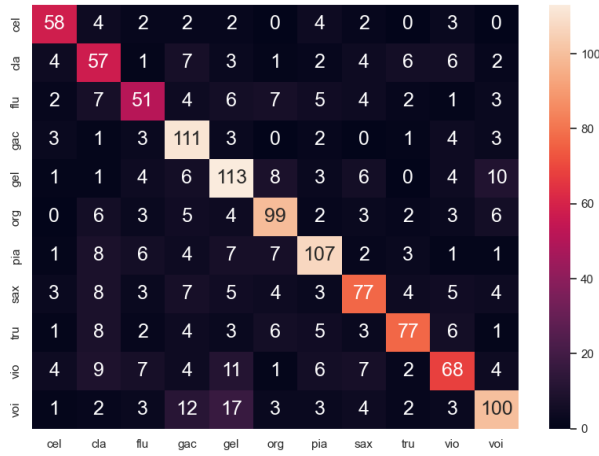 cel 58 4 2 2 2 0 4 2 0 3 0
cla 4 57 1 7 3 1 2 4 6 6 2
flu 2 7 51 4 6 7 5 4 2 1 3
gac 3 1 3 111 3 0 2 0 1 4 3
gel 1 1 4 6 113 8 3 6 0 4 10
org 0 6 3 5 4 99 2 3 2 3 6
pia 1 8 6 4 7 7 107 2 3 1 1
sax 3 8 3 7 5 4 3 77 4 5 4
tru 1 8 2 4 3 6 5 3 77 6 1
vio 4 9 7 4 11 1 6 7 2 68 4
voi 1 2 3 12 17 3 3 4 2 3 100
cel cla flu gac gel org pia sax tru vio voi
100
80
60
40
20
0